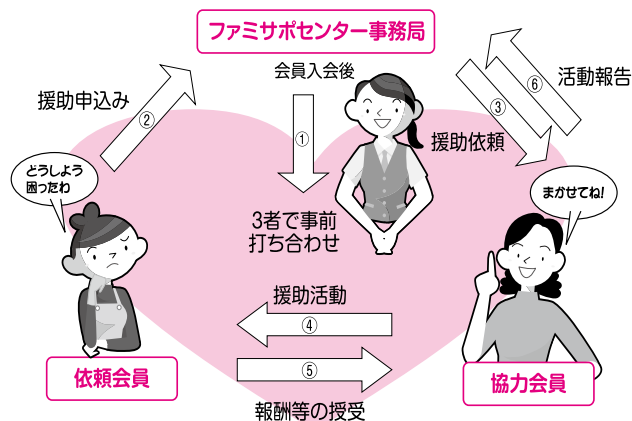 ファミサポセンター事務局
会員入会後
①
3者で事前
打ち合わせ
援助申込み
②
③
援助依頼
⑥
活動報告
どうしよう
困ったわ
まかせてね!
援助活動
④
⑤
報酬等の授受
依頼会員
協力会員